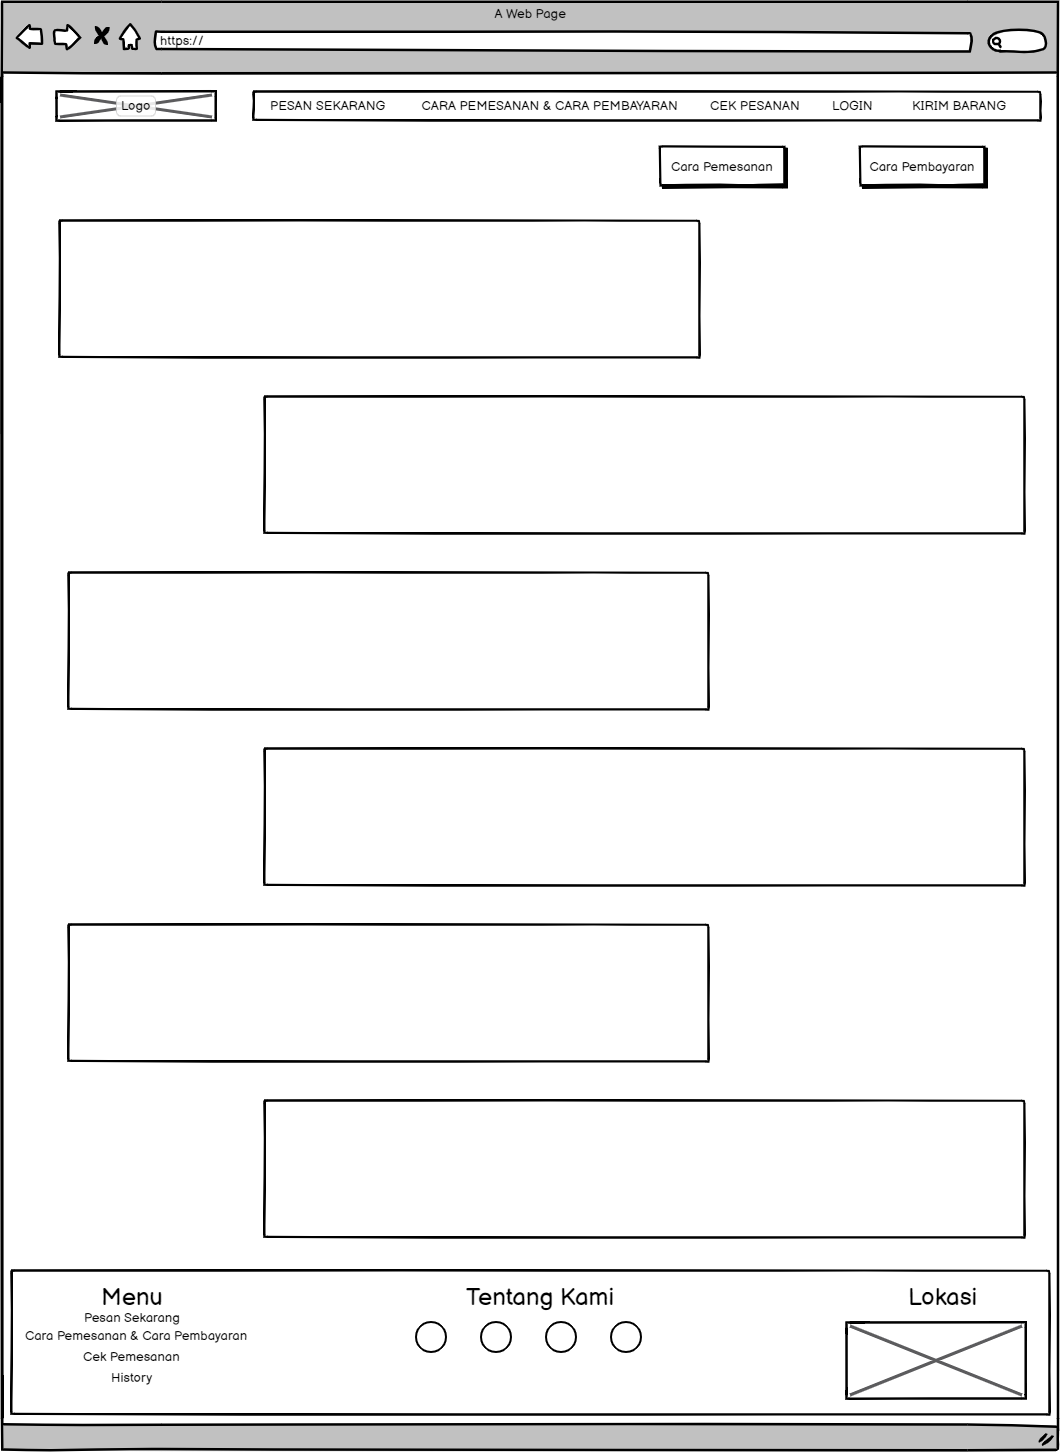 A Web Page
https://
Logo
PESAN SEKARANG CARA PEMESANAN & CARA PEMBAYARAN CEK PESANAN LOGIN KIRIM BARANG
Cara Pemesanan Cara Pembayaran
Menu
Pesan Sekarang
Cara Pemesanan & Cara Pembayaran
Cek Pemesanan
History
Tentang Kami
Lokasi